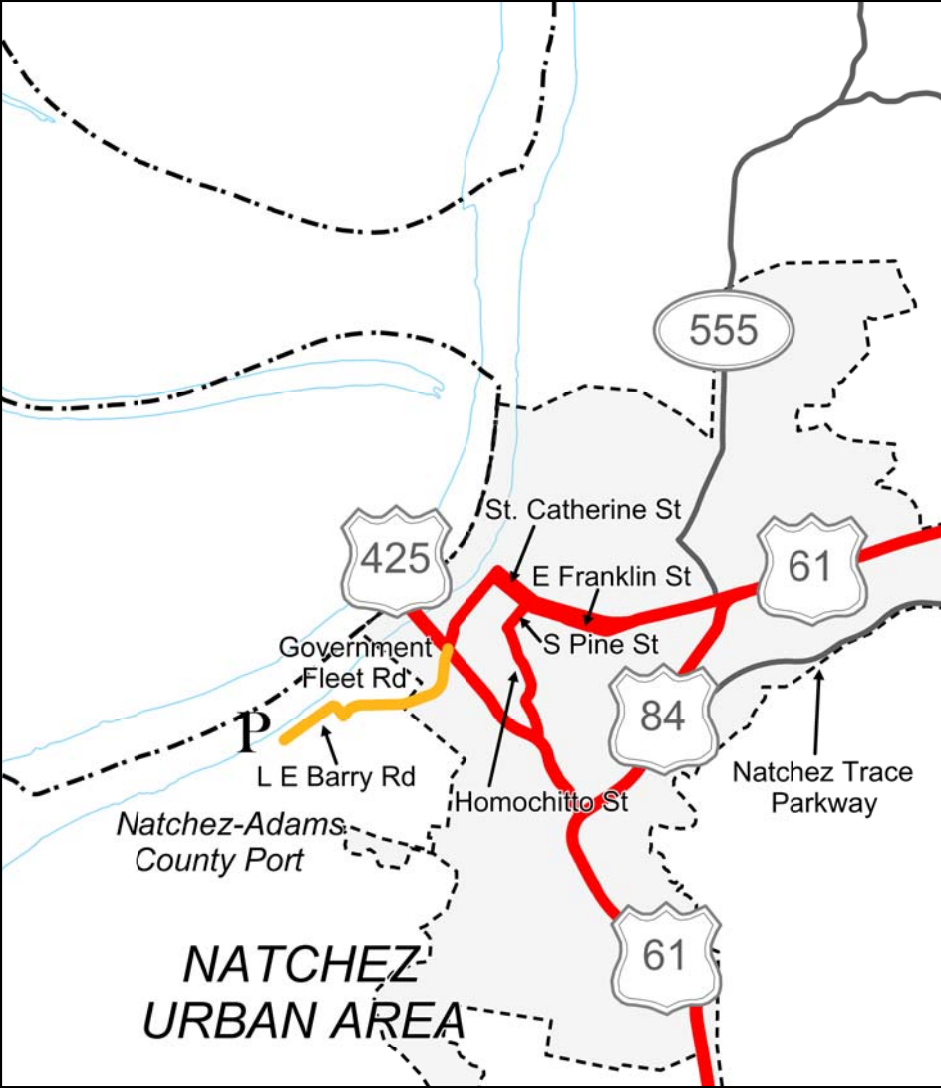 555
St. Catherine St
425
61
E Franklin St
S Pine St
Government
Fleet Rd
84
P
L E Barry Rd
Natchez Trace
Parkway
Homochitto St
Natchez-Adams
County Port
61
NATCHEZ
URBAN AREA